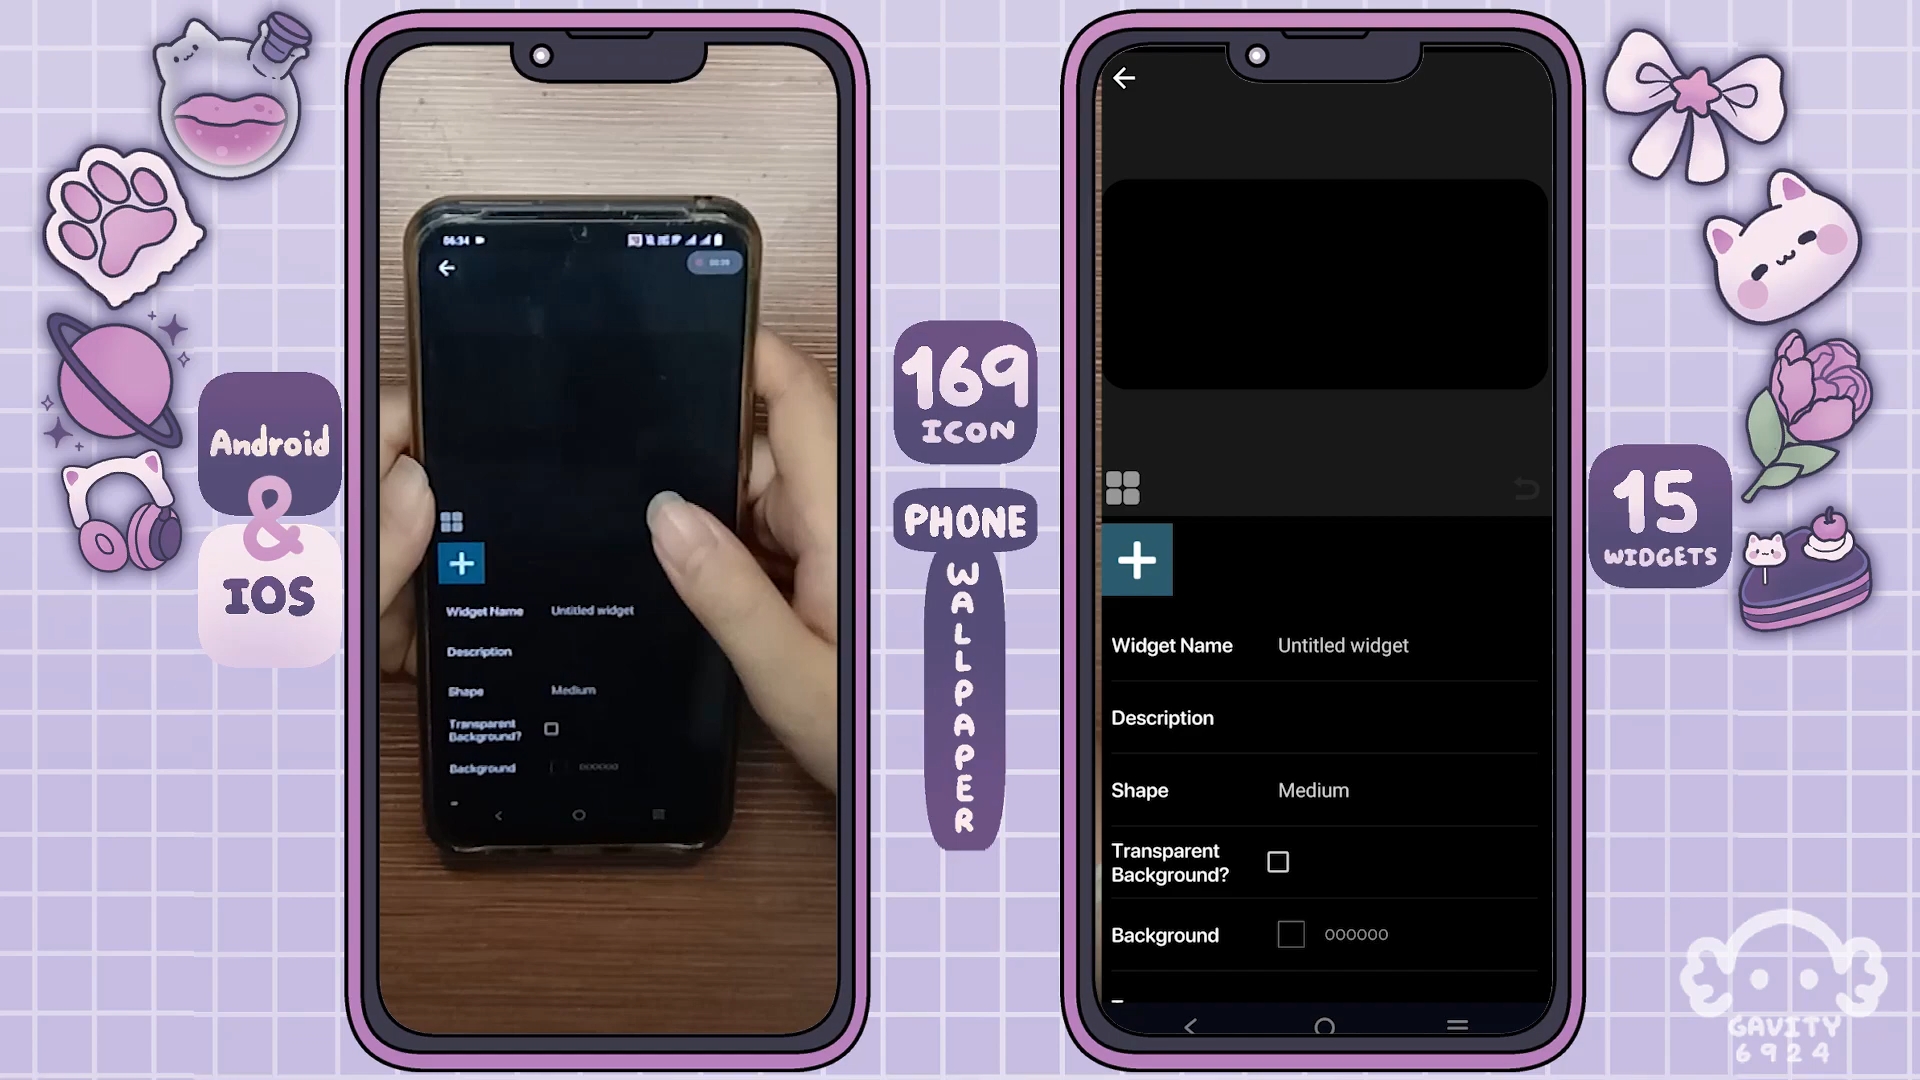 Android
&
IOS
06:34
Widget Name Untitled widget
Description
Shape Medium
Transparent
Background?
Background 000000
169
ICON
PHONE
WALLPAPER
Widget Name Untitled widget
Description
Shape Medium
Transparent
Background?
Background 000000
15
WIDGETS
GAVITY
6924